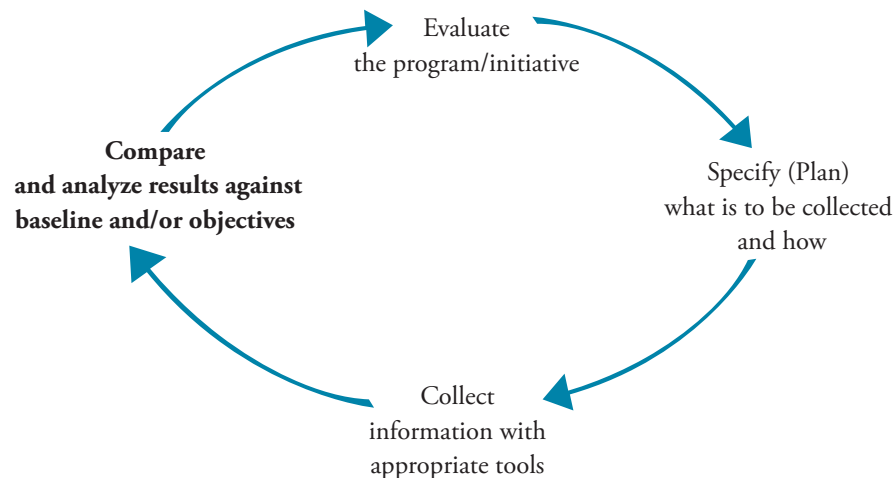 Evaluate
the program/initiative
Specify (Plan)
what is to be collected
and how
Collect
information with
appropriate tools
Compare
and analyze results against
baseline and/or objectives